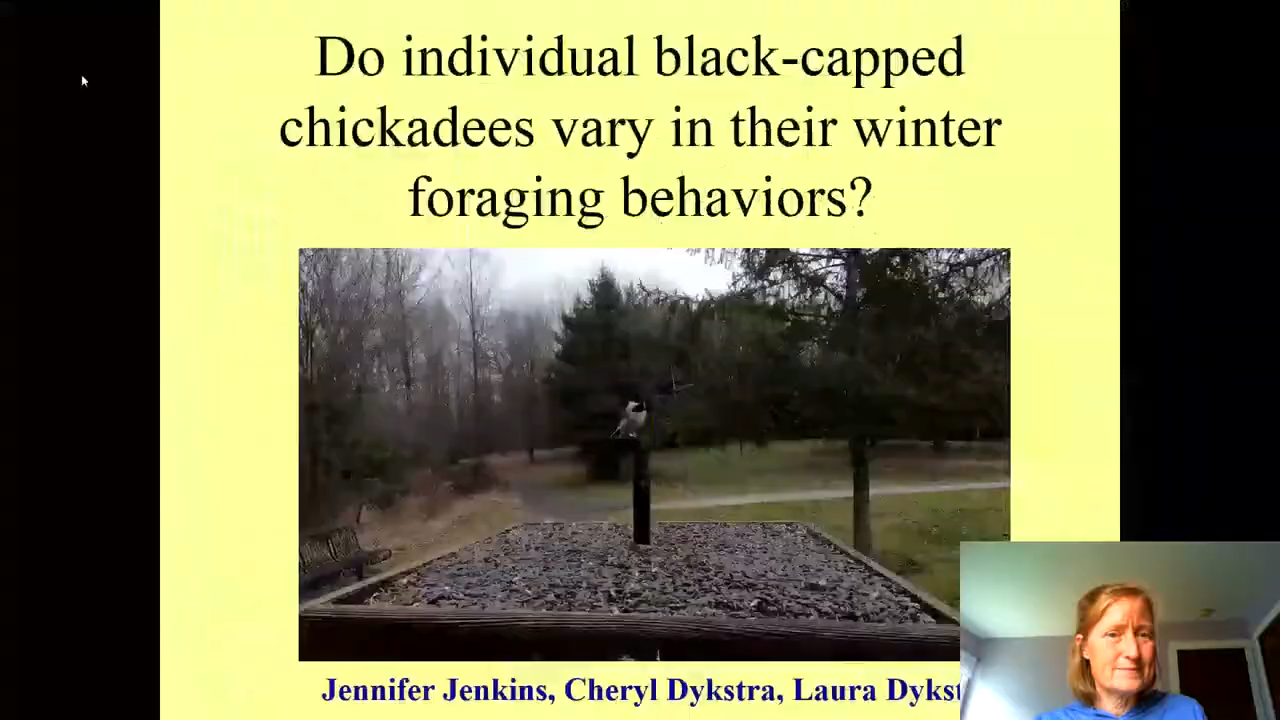 Do individual black-capped
chickadees vary in their winter
foraging behaviors?
Jennifer Jenkins, Cheryl Dykstra, Laura